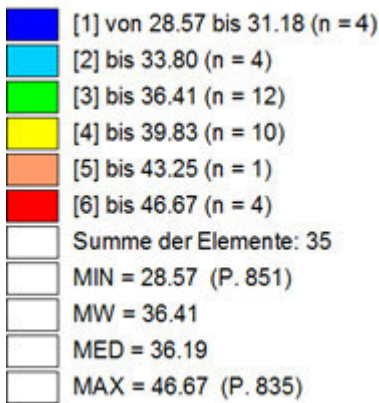 [1] von 28.57 bis 31.18 (n = 4)
[2] bis 33.80 (n = 4)
[3] bis 36.41 (n = 12)
[4] bis 39.83 (n = 10)
[5] bis 43.25 (n = 1)
[6] bis 46.67 (n = 4)
Summe der Elemente: 35
MIN = 28.57 (P. 851)
MW = 36.41
MED = 36.19
MAX = 46.67 (P. 835)